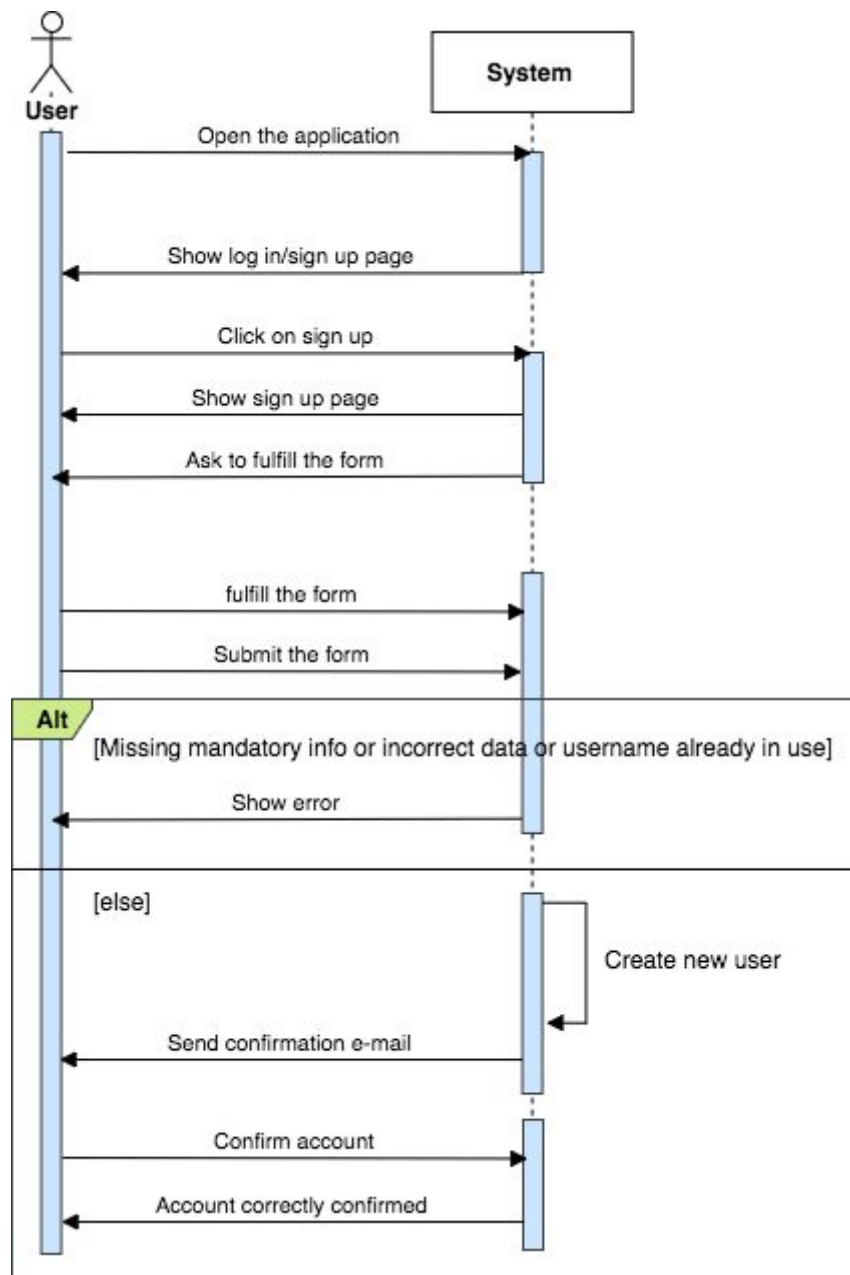 User
System
Open the application
Show log in/sign up page
Click on sign up
Show sign up page
Ask to fulfill the form
fulfill the form
Submit the form
Alt
[Missing mandatory info or incorrect data or username already in use]
Show error
[else]
Create new user
Send confirmation e-mail
Confirm account
Account correctly confirmed